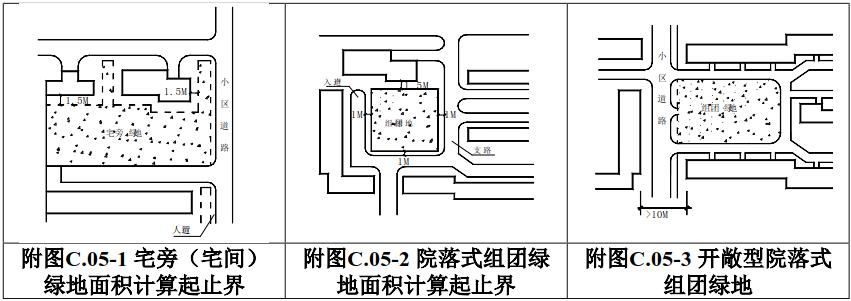 1.5M
1.5M
宅旁绿地
小区道路
人道
附图C.05-1 宅旁（宅间）
绿地面积计算起止界
入道
1.5M
1M
组团绿地
1M
1M
支路
附图C.05-2 院落式组团绿
地面积计算起止界
小区道路
组团绿地
>10M
附图C.05-3 开敞型院落式
组团绿地